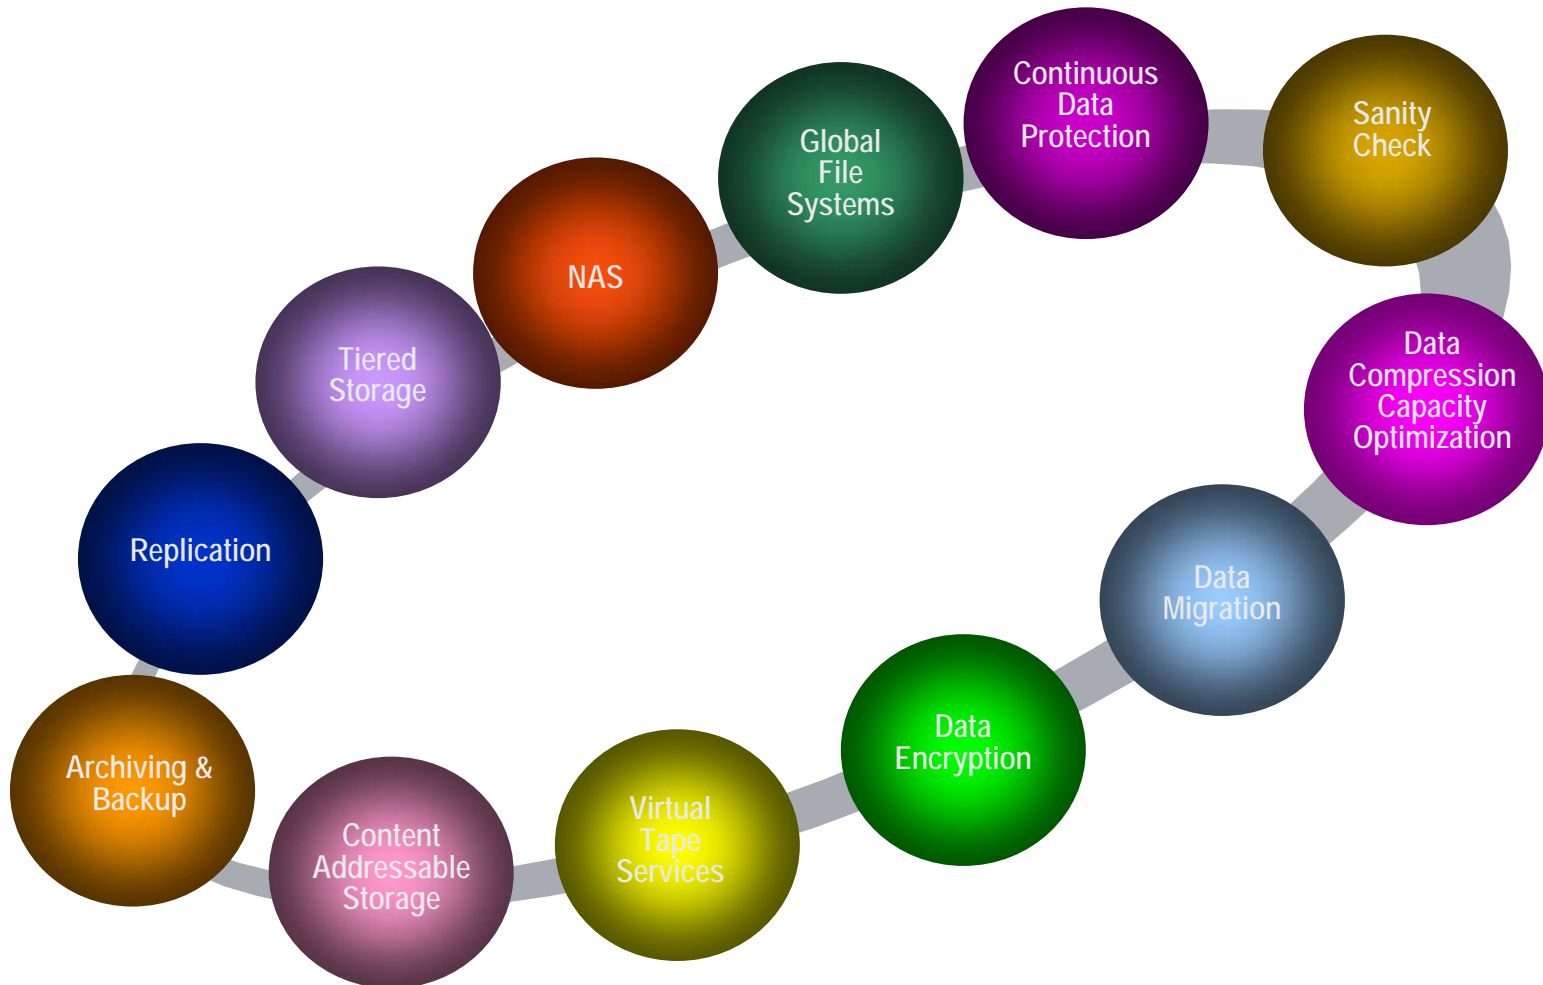 Continuous
Data
Protection
Sanity
Check
Global
File
Systems
NAS
Tiered
Storage
Data
Compression
Capacity
Optimization
Replication
Data
Migration
Data
Encryption
Archiving &
Backup
Virtual
Tape
Services
Content
Addressable
Storage